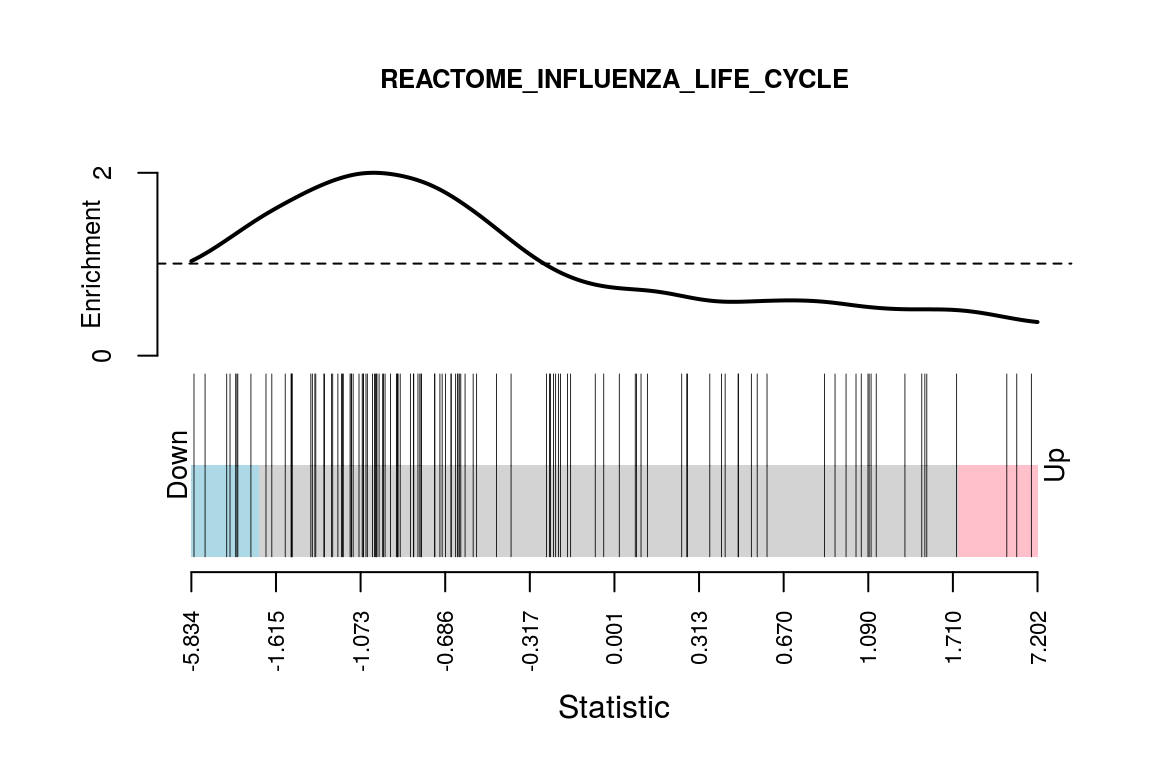 REACTOME_INFLUENZA_LIFE_CYCLE
2
Enrichment
0
Down
Up
-5.834
-1.615
-1.073
-0.686
-0.317
0.001
0.313
0.670
1.090
1.710
7.202
Statistic